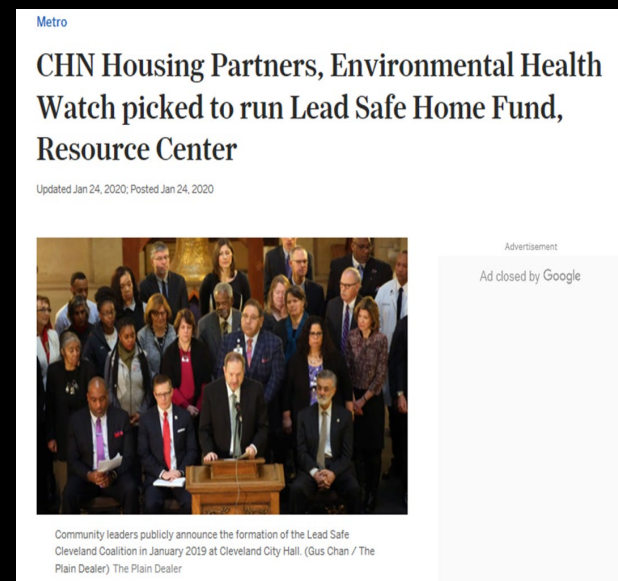 Metro
CHN Housing Partners, Environmental Health
Watch picked to run Lead Safe Home Fund,
Resource Center
Updated Jan 24, 2020; Posted Jan 24, 2020
Advertisement
Ad closed by Google
Community leaders publicly announce the formation of the Lead Safe
Cleveland Coalition in January 2019 at Cleveland City Hall. (Gus Chan / The
Plain Dealer) The Plain Dealer